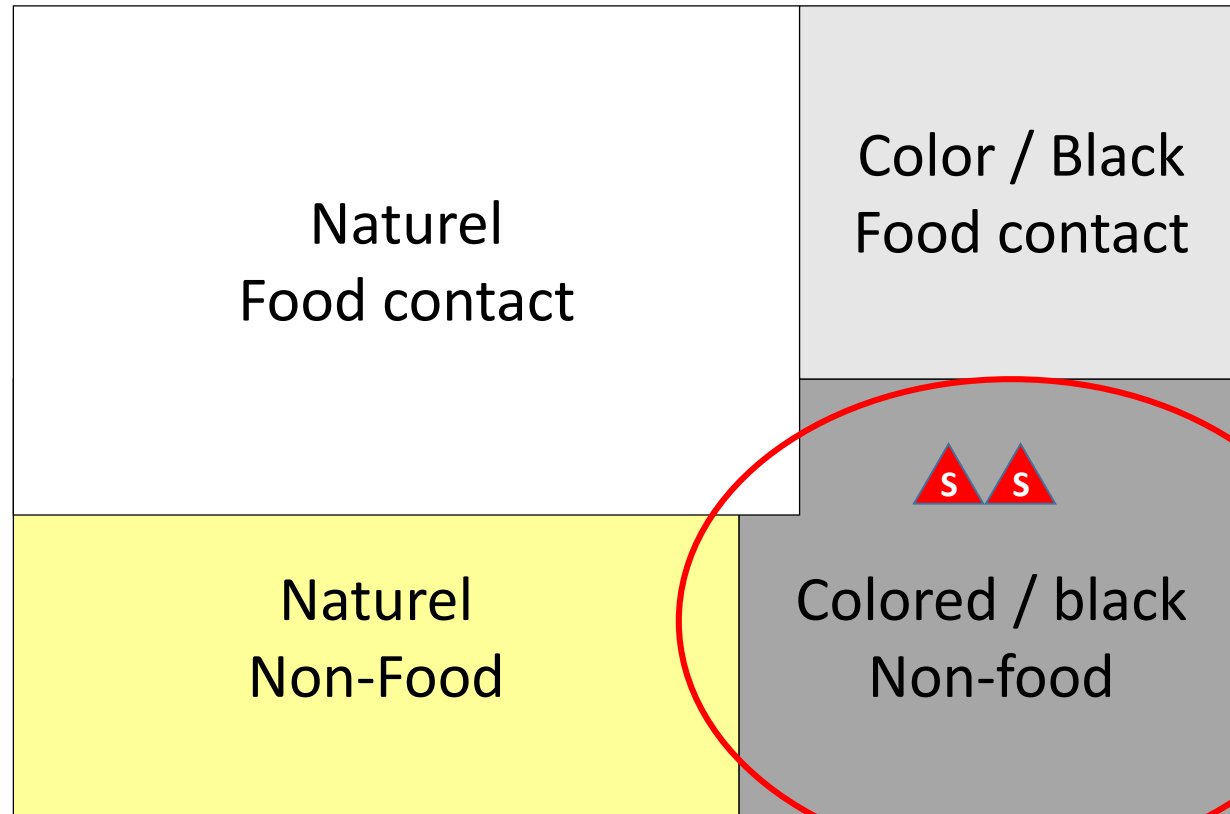 Naturel
Food contact
Color / Black
Food contact
S S
Naturel
Non-Food
Colored / black
Non-food